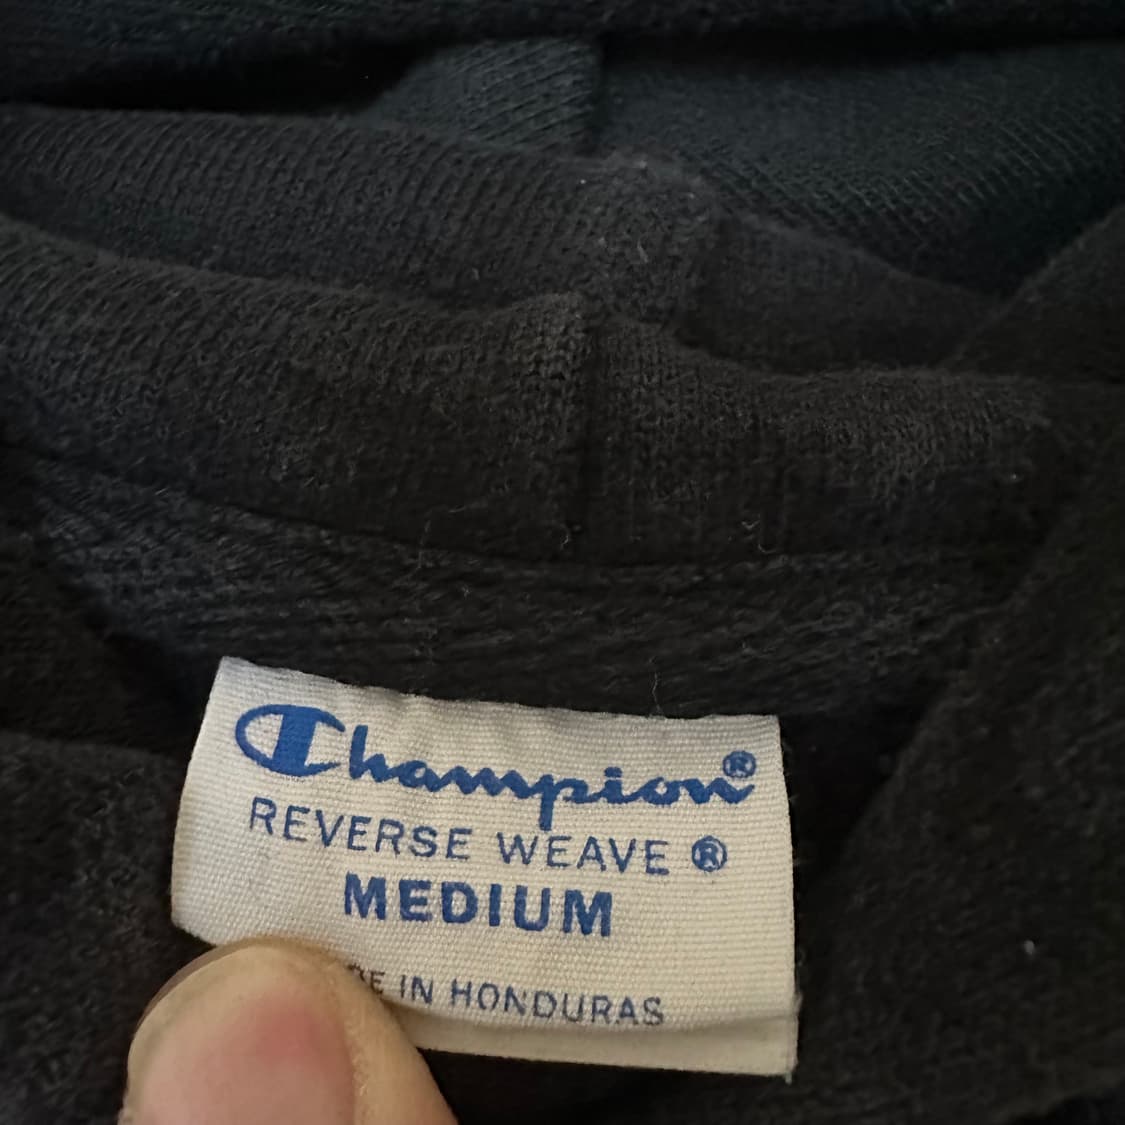 Champion®
REVERSE WEAVE ®
MEDIUM
IN HONDURAS